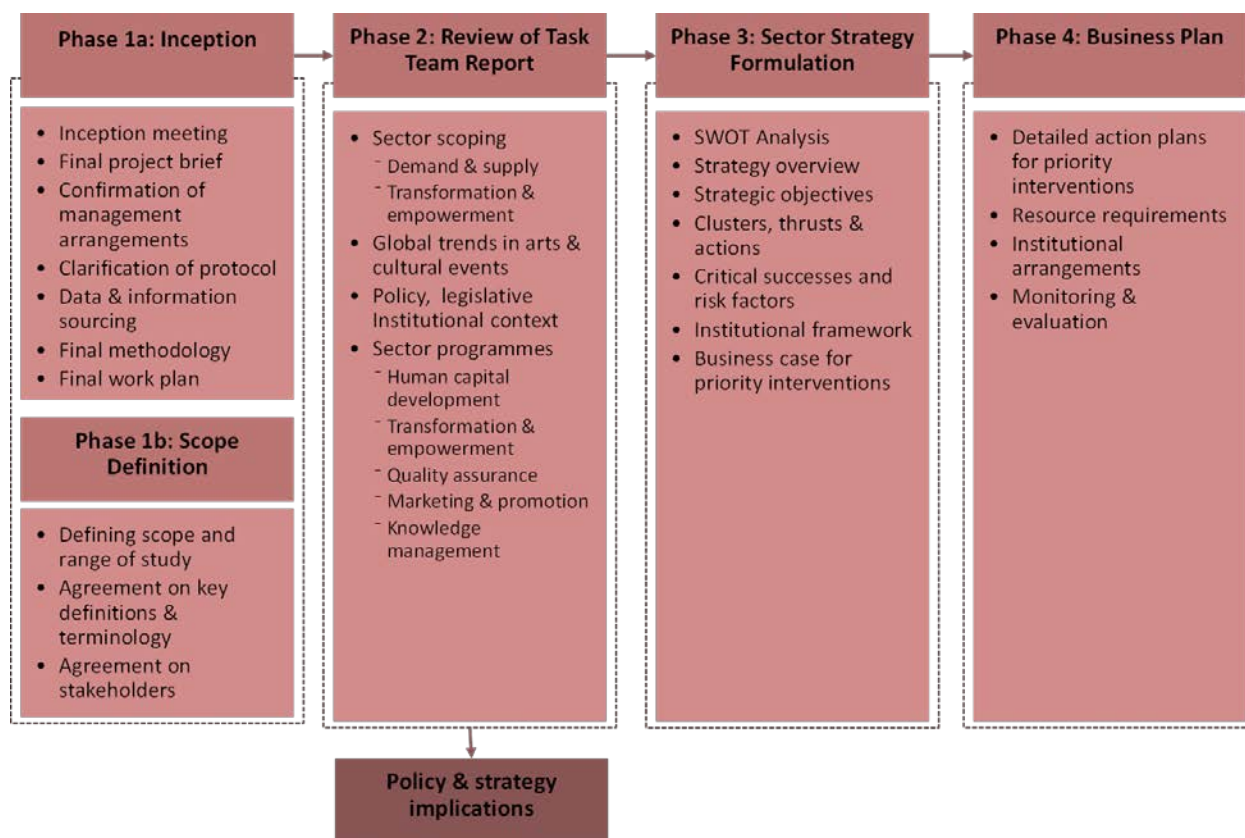 Phase 1a: Inception
• Inception meeting
• Final project brief
• Confirmation of
management
arrangements
• Clarification of protocol
• Data & information
sourcing
• Final methodology
• Final work plan
Phase 1b: Scope
Definition
• Defining scope and
range of study
• Agreement on key
definitions &
terminology
• Agreement on
stakeholders
Phase 2: Review of Task
Team Report
• Sector scoping
- Demand & supply
- Transformation &
empowerment
• Global trends in arts &
cultural events
• Policy, legislative
Institutional context
• Sector programmes
- Human capital
development
- Transformation &
empowerment
- Quality assurance
- Marketing & promotion
- Knowledge
management
Policy & strategy
implications
Phase 3: Sector Strategy
Formulation
• SWOT Analysis
• Strategy overview
• Strategic objectives
• Clusters, thrusts &
actions
• Critical successes and
risk factors
• Institutional framework
• Business case for
priority interventions
Phase 4: Business Plan
• Detailed action plans
for priority
interventions
• Resource requirements
• Institutional
arrangements
• Monitoring &
evaluation